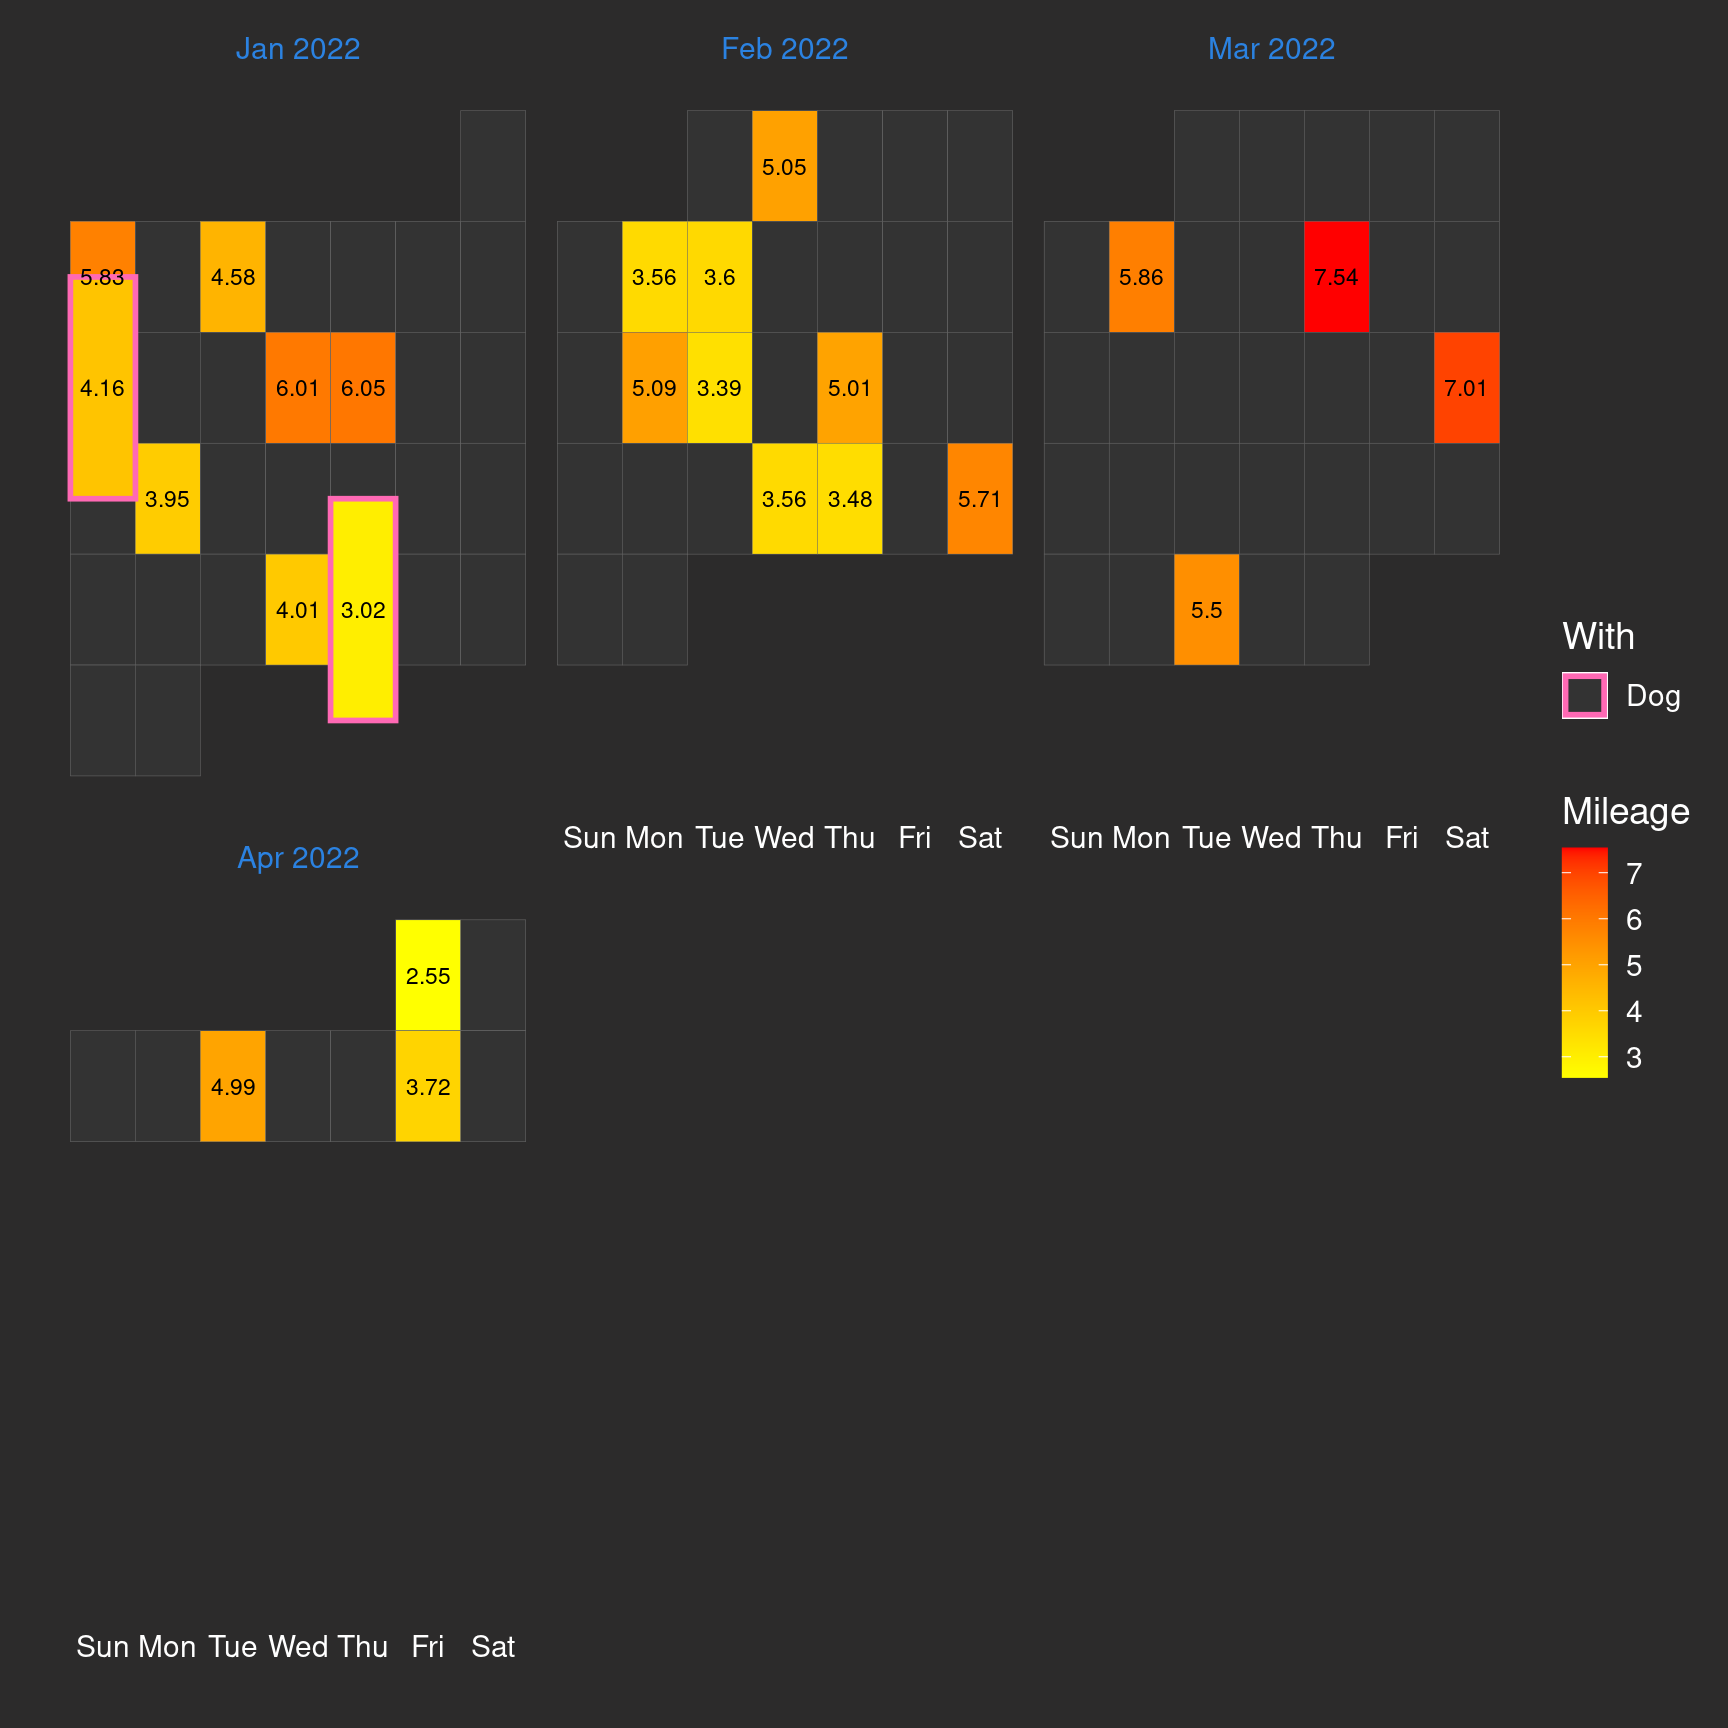 Jan 2022
5.83 4.58
4.16 6.01 6.05
3.95
4.01 3.02
Feb 2022
5.05
3.56 3.6
5.09 3.39 5.01
3.56 3.48 5.71
Sun Mon Tue Wed Thu Fri Sat
Mar 2022
5.86 7.54
7.01
5.5
Sun Mon Tue Wed Thu Fri Sat
Apr 2022
2.55
4.99 3.72
Sun Mon Tue Wed Thu Fri Sat
With
Dog
Mileage
7
6
5
4
3